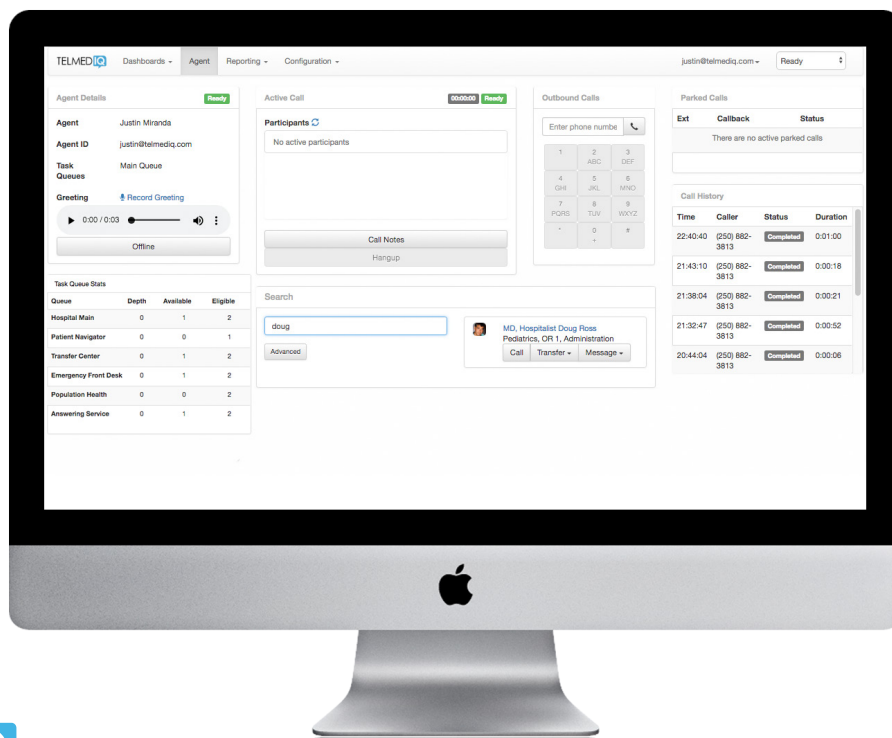 TELMEDIQ Dashboards Agent Reporting Configuration justin@telmediq.com Ready
Agent Details Ready
Agent Justin Miranda
Agent ID justin@telmediq.com
Task Queues Main Queue
Greeting Record Greeting
0:00 / 0:03
Offline
Task Queue Stats
Queue Depth Available Eligible
Hospital Main 0 1 2
Patient Navigator 0 0 1
Transfer Center 0 1 2
Emergency Front Desk 0 1 2
Population Health 0 0 2
Answering Service 0 1 2
Active Call 00:00:00 Ready
Participants
No active participants
Call Notes
Hangup
Search
doug
Advanced
MD, Hospitalist Doug Ross
Pediatrics, OR 1, Administration
Call Transfer Message
Outbound Calls
Enter phone numbe
1 2 3
ABC DEF
4 5 6
GHI JKL MNO
7 8 9
PQRS TUV WXYZ
* 0 #
+
Parked Calls
Ext Callback Status
There are no active parked calls
Call History
Time Caller Status Duration
22:40:40 (250) 882-3813 Completed 0:01:00
21:43:10 (250) 882-3813 Completed 0:00:18
21:38:04 (250) 882-3813 Completed 0:00:21
21:32:47 (250) 882-3813 Completed 0:00:52
20:44:04 (250) 882-3813 Completed 0:00:06